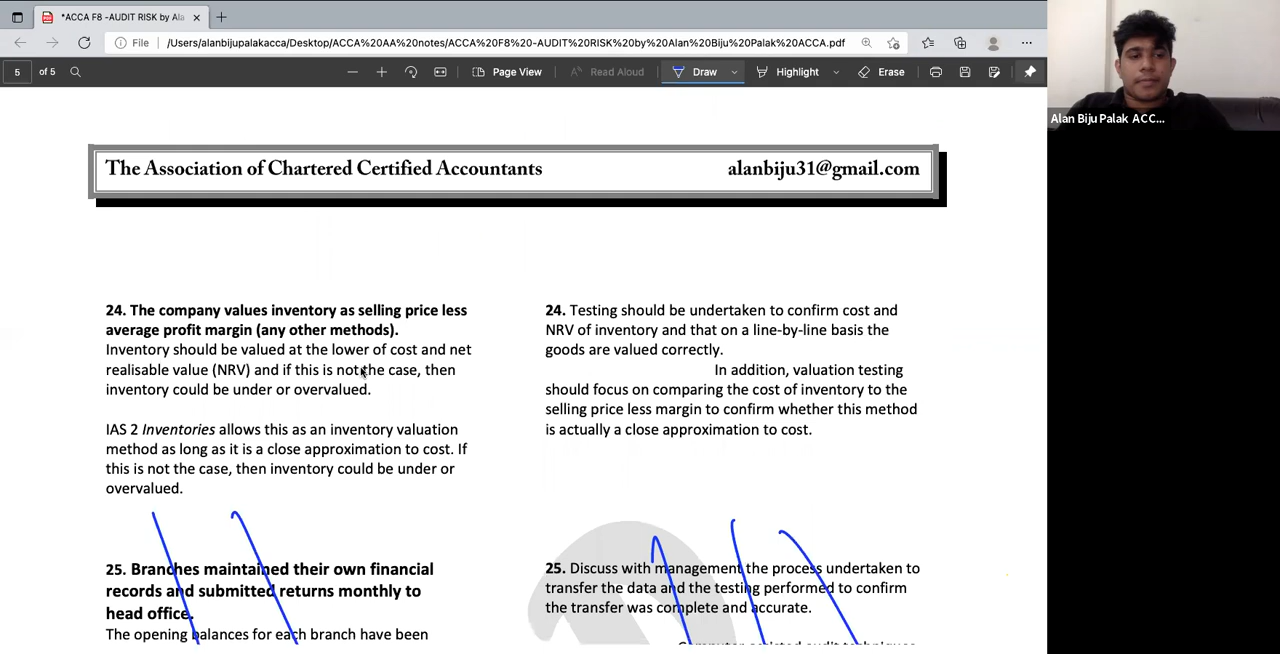 *ACCA F8 -AUDIT RISK by Ala
File
/Users/alanbijupalakacca/Desktop/ACCA%20AA%20notes/ACCA%20F8%20-AUDIT%20RISK%20by%20Alan%20Biju%20Palak%20ACCA.pdf
5 of 5
Page View
Read Aloud
Draw
Highlight
Erase
Alan Biju Palak ACC...
The Association of Chartered Certified Accountants alanbiju31@gmail.com
24. The company values inventory as selling price less
average profit margin (any other methods).
Inventory should be valued at the lower of cost and net
realisable value (NRV) and if this is not the case, then
inventory could be under or overvalued.
IAS 2 Inventories allows this as an inventory valuation
method as long as it is a close approximation to cost. If
this is not the case, then inventory could be under or
overvalued.
25. Branches maintained their own financial
records and submitted returns monthly to
head office.
The opening balances for each branch have been
24. Testing should be undertaken to confirm cost and
NRV of inventory and that on a line-by-line basis the
goods are valued correctly.
In addition, valuation testing
should focus on comparing the cost of inventory to the
selling price less margin to confirm whether this method
is actually a close approximation to cost.
25. Discuss with management the process undertaken to
transfer the data and the testing performed to confirm
the transfer was complete and accurate.